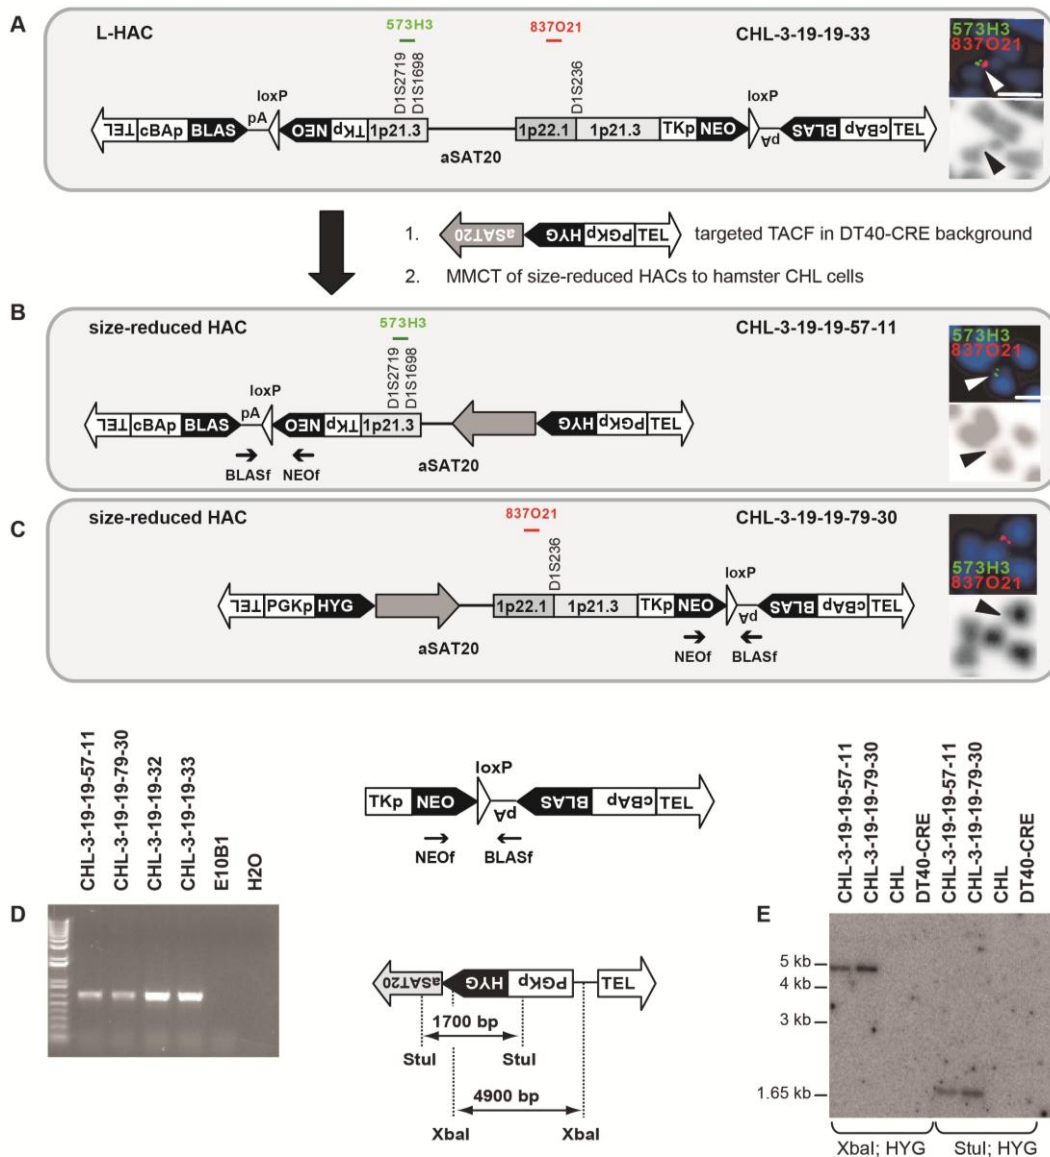 A
L-HAC
573H3
837O21
CHL-3-19-19-33
573H3
837O21
D1S2719
D1S1698
D1S236
loxP
loxP
pA
TEL cBAp BLAS NEO TKp 1p21.3 1p22.1 1p21.3 TKp NEO BLAS cBAp TEL
pA
aSAT20
1. aSAT20 HYG PGKp TEL targeted TACF in DT40-CRE background
2. MMCT of size-reduced HACs to hamster CHL cells
B
size-reduced HAC
573H3
CHL-3-19-19-57-11
573H3
837O21
D1S2719
D1S1698
loxP
pA
TEL cBAp BLAS NEO TKp 1p21.3 HYG PGKp TEL
aSAT20
BLASf NEOf
C
size-reduced HAC
837O21
CHL-3-19-19-79-30
573H3
837O21
D1S236
loxP
TEL PGKp HYG 1p22.1 1p21.3 TKp NEO BLAS cBAp TEL
pA
aSAT20
NEOf BLASf
CHL-3-19-19-57-11
CHL-3-19-19-79-30
CHL-3-19-19-32
CHL-3-19-19-33
E10B1
H2O
loxP
TKp NEO BLAS cBAp TEL
pA
NEOf BLASf
CHL-3-19-19-57-11
CHL-3-19-19-79-30
CHL
DT40-CRE
CHL-3-19-19-57-11
CHL-3-19-19-79-30
CHL
DT40-CRE
D
aSAT20 HYG PGKp TEL
1700 bp
StuI StuI
4900 bp
XbaI XbaI
E
5 kb
4 kb
3 kb
1.65 kb
XbaI; HYG StuI; HYG